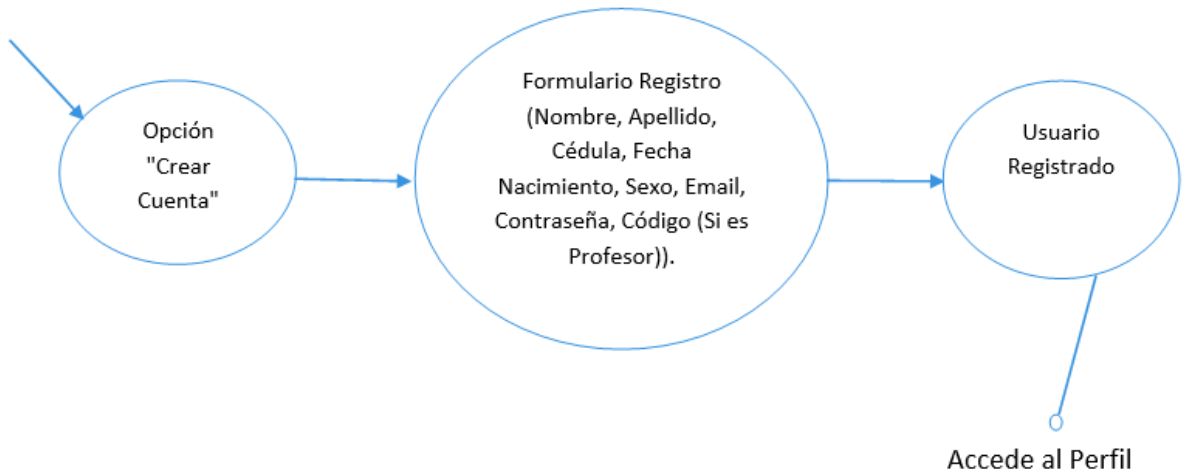 Opción
"Crear
Cuenta"
Formulario Registro
(Nombre, Apellido,
Cédula, Fecha
Nacimiento, Sexo, Email,
Contraseña, Código (Si es
Profesor)).
Usuario
Registrado
Accede al Perfil